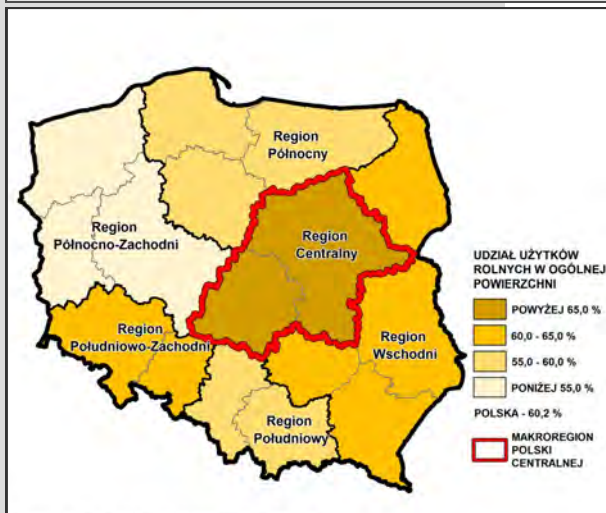 Region
Północny
Region
Północno-Zachodni
Region
Centralny
Region
Południowo-Zachodni
Region
Wschodni
Region
Południowy
UDZIAŁ UŻYTKÓW
ROLNYCH W OGÓLNEJ
POWIERZCHNI
POWYŻEJ 65,0 %
60,0 - 65,0 %
55,0 - 60,0 %
PONIŻEJ 55,0 %
POLSKA - 60,2 %
MAKROREGION
POLSKI
CENTRALNEJ